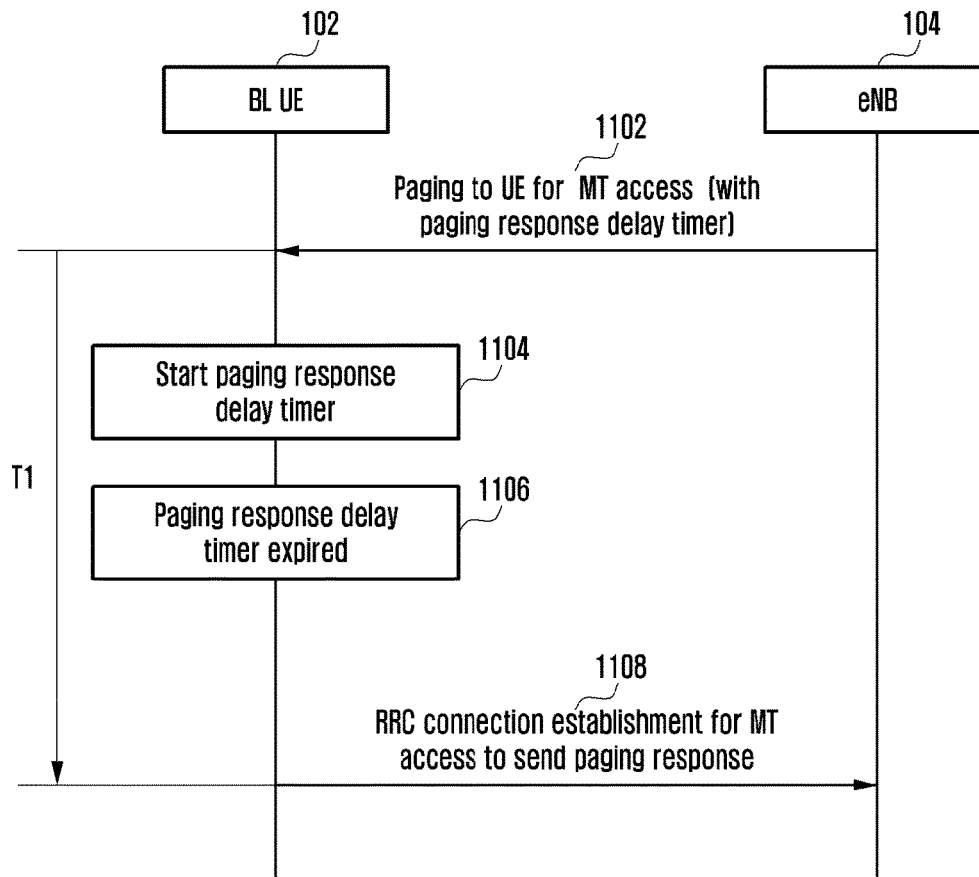 102
104
BL UE
eNB
1102
Paging to UE for MT access (with
paging response delay timer)
1104
Start paging response
delay timer
T1
1106
Paging response delay
timer expired
1108
RRC connection establishment for MT
access to send paging response